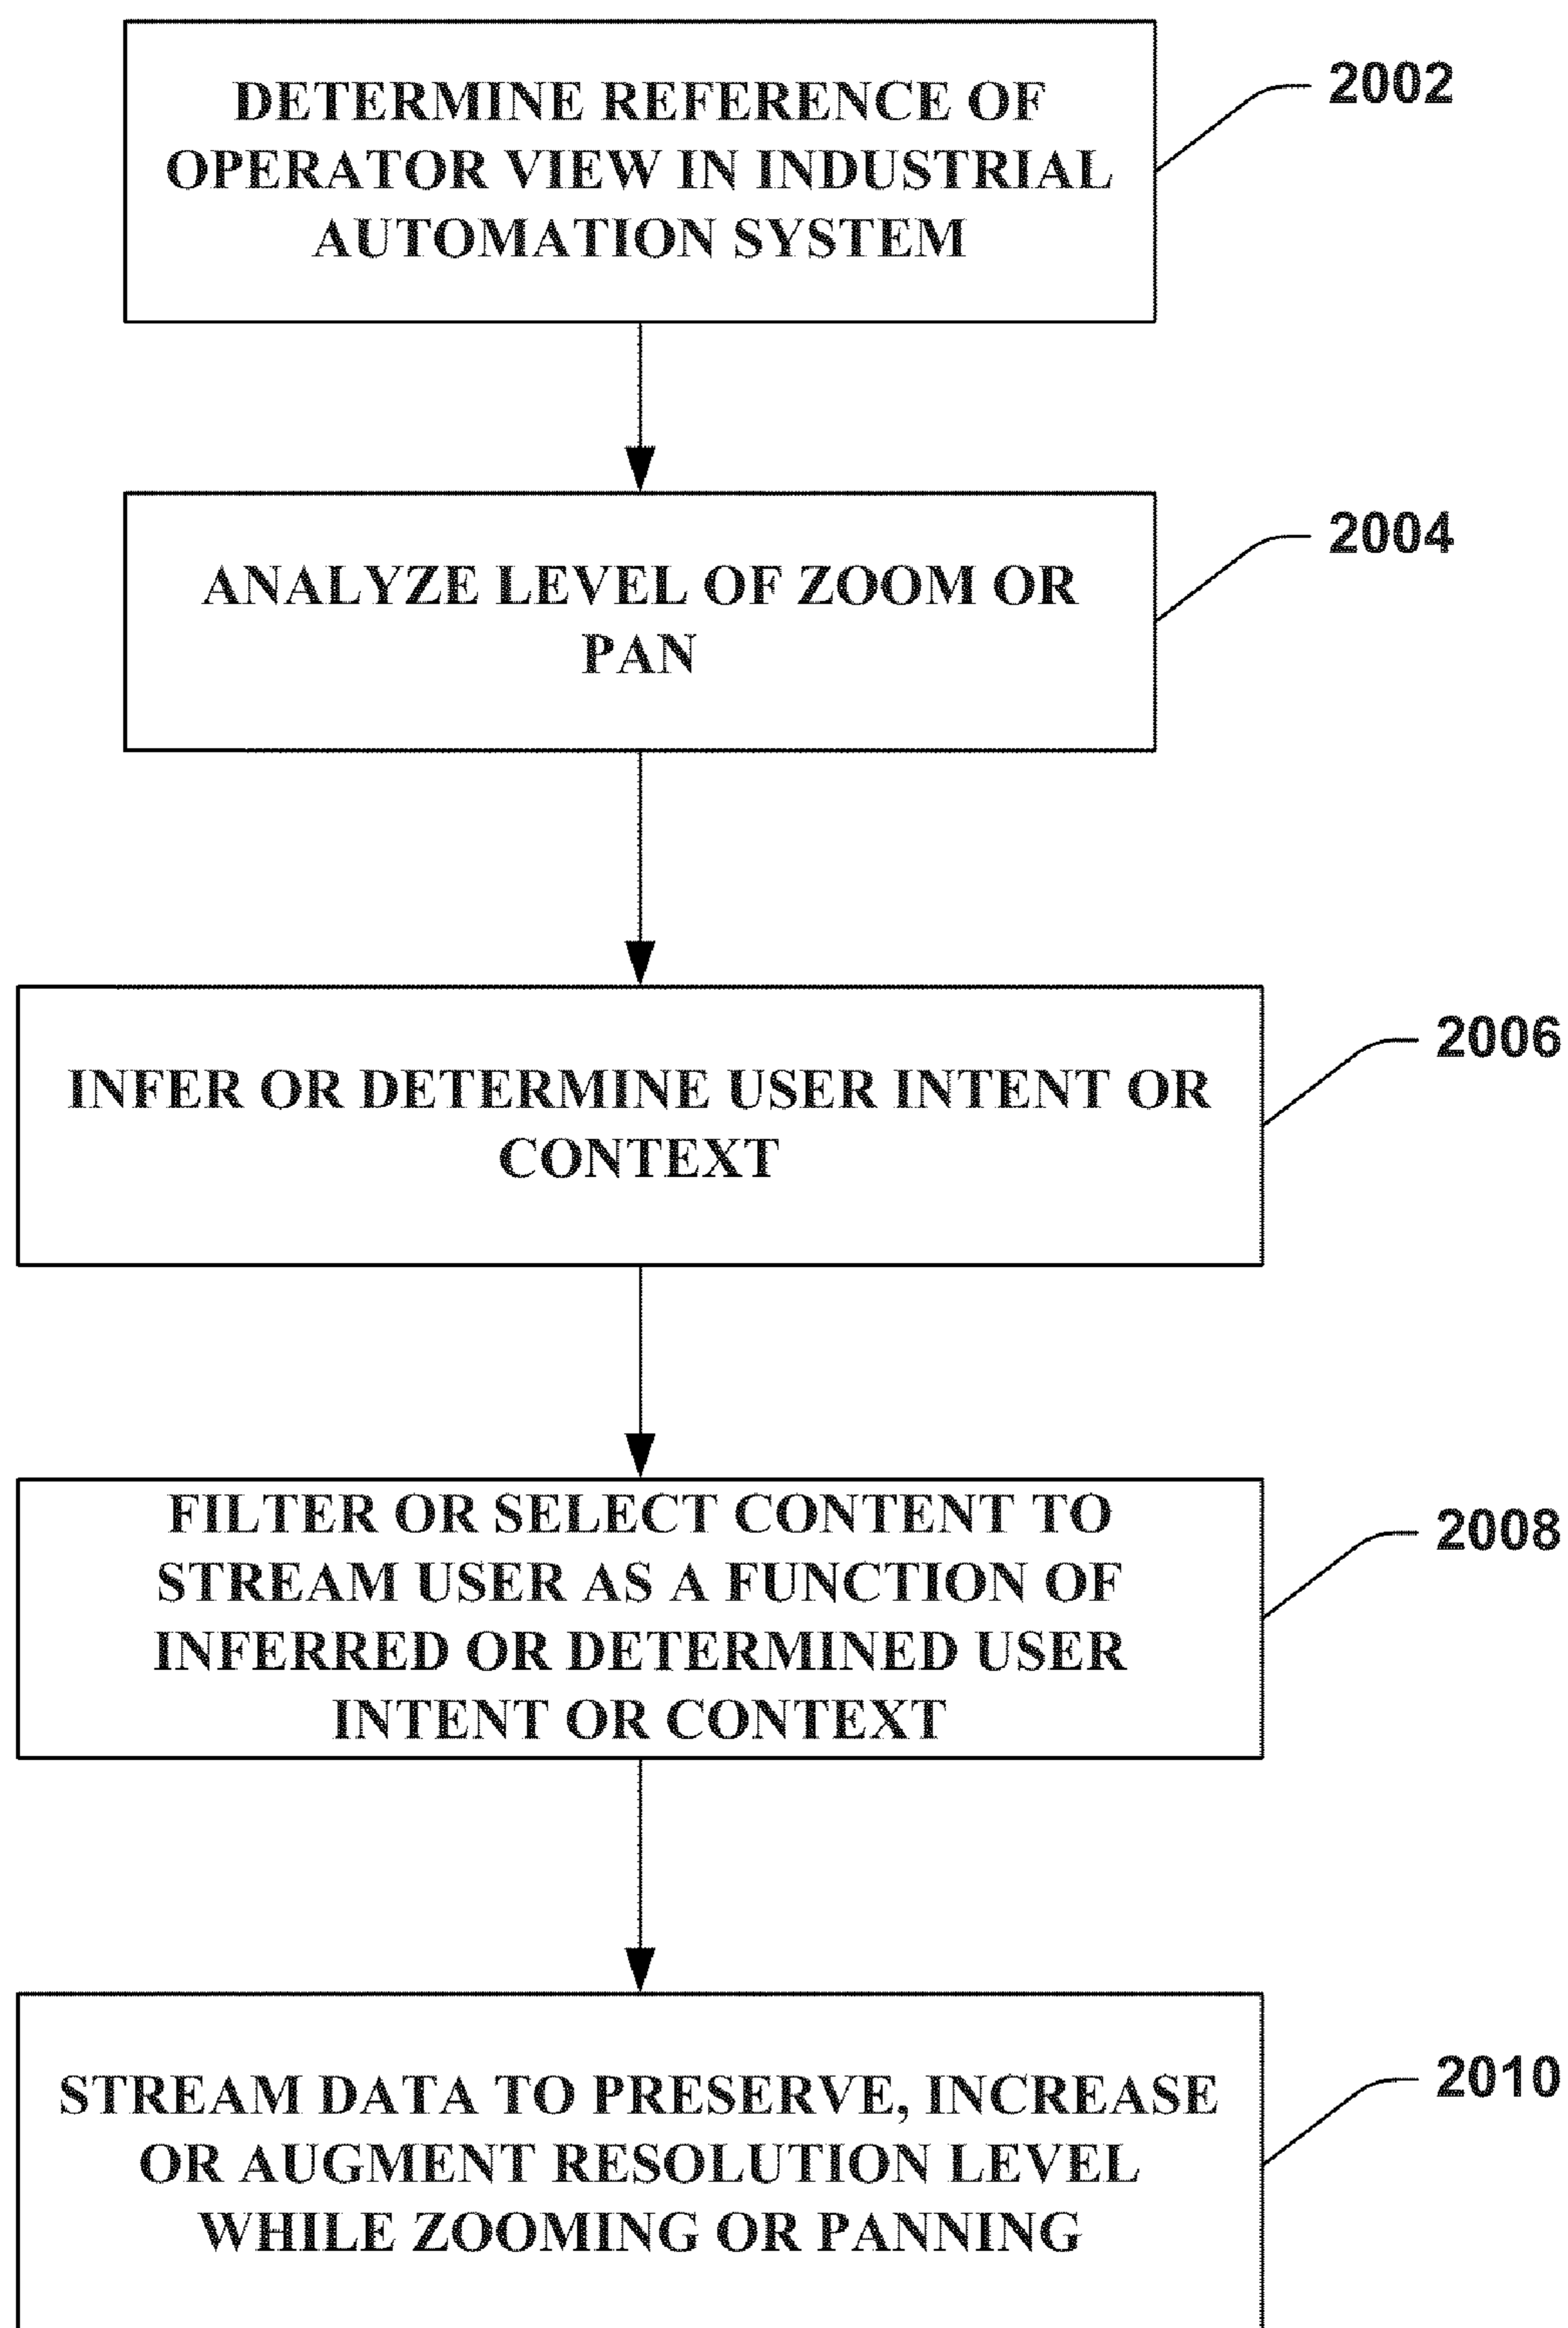 DETERMINE REFERENCE OF
OPERATOR VIEW IN INDUSTRIAL
AUTOMATION SYSTEM
2002
ANALYZE LEVEL OF ZOOM OR
PAN
2004
INFER OR DETERMINE USER INTENT OR
CONTEXT
2006
FILTER OR SELECT CONTENT TO
STREAM USER AS A FUNCTION OF
INFERRED OR DETERMINED USER
INTENT OR CONTEXT
2008
STREAM DATA TO PRESERVE, INCREASE
OR AUGMENT RESOLUTION LEVEL
WHILE ZOOMING OR PANNING
2010